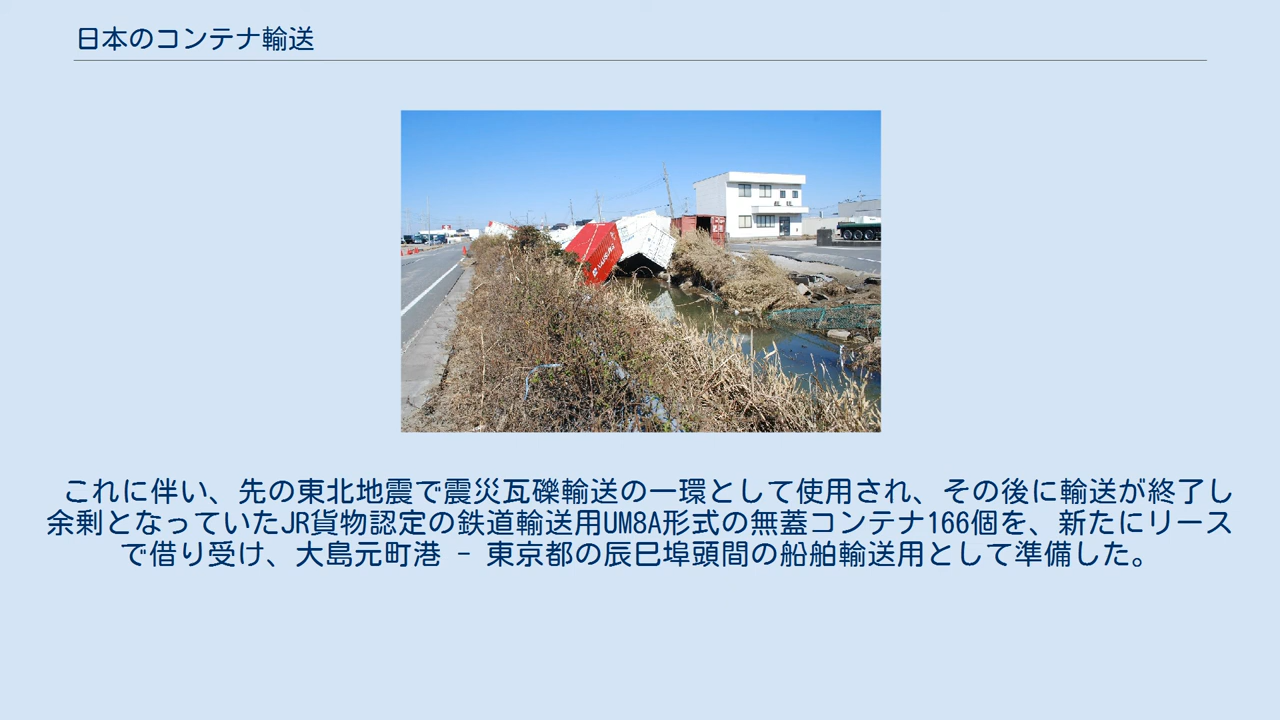 日本のコンテナ輸送
これに伴い、先の東北地震で震災瓦礫輸送の一環として使用され、その後に輸送が終了し
余剰となっていたJR貨物認定の鉄道輸送用UM8A形式の無蓋コンテナ166個を、新たにリース
で借り受け、大島元町港 - 東京都の辰巳埠頭間の船舶輸送用として準備した。